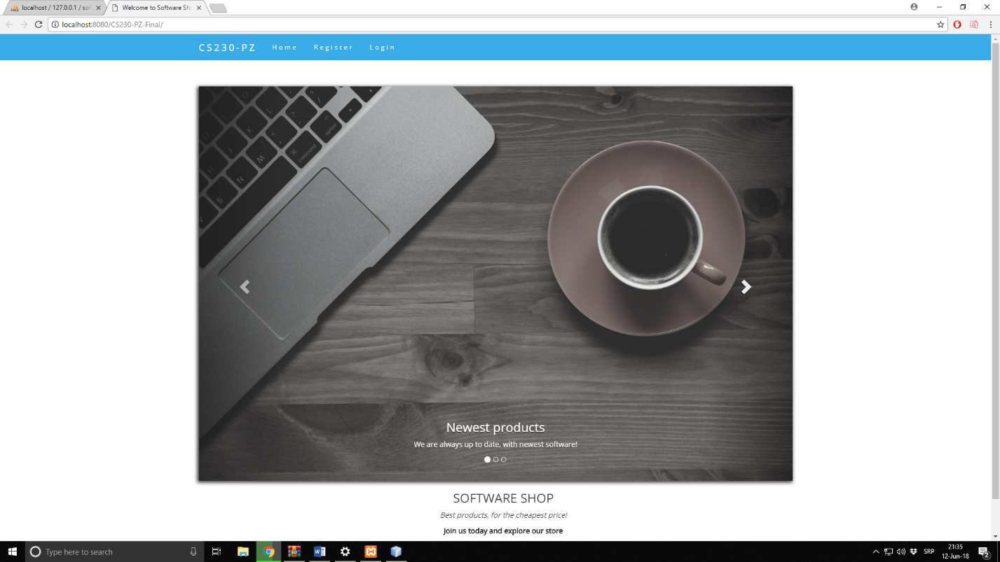 localhost / 127.0.0.1 / sof
Welcome to Software Sho
localhost:8080/CS230-PZ-Final/
CS230-PZ
Home
Register
Login
option
command
Newest products
We are always up to date, with newest software!
SOFTWARE SHOP
Best products, for the cheapest price!
Join us today and explore our store
Type here to search
SRP
21:35
12-Jun-18
2